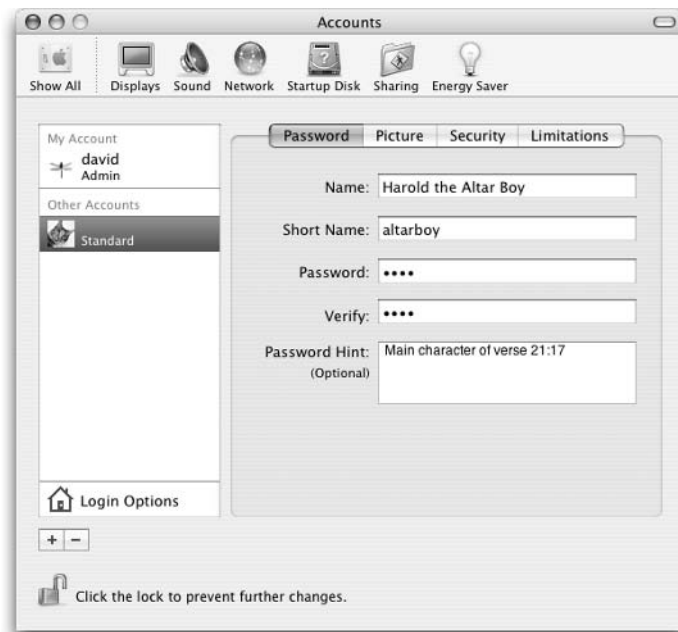 Accounts
Show All Displays Sound Network Startup Disk Sharing Energy Saver
My Account
david
Admin
Other Accounts
Standard
Login Options
Password Picture Security Limitations
Name: Harold the Altar Boy
Short Name: altarboy
Password: ••••
Verify: ••••
Password Hint: Main character of verse 21:17
(Optional)
+ −
Click the lock to prevent further changes.